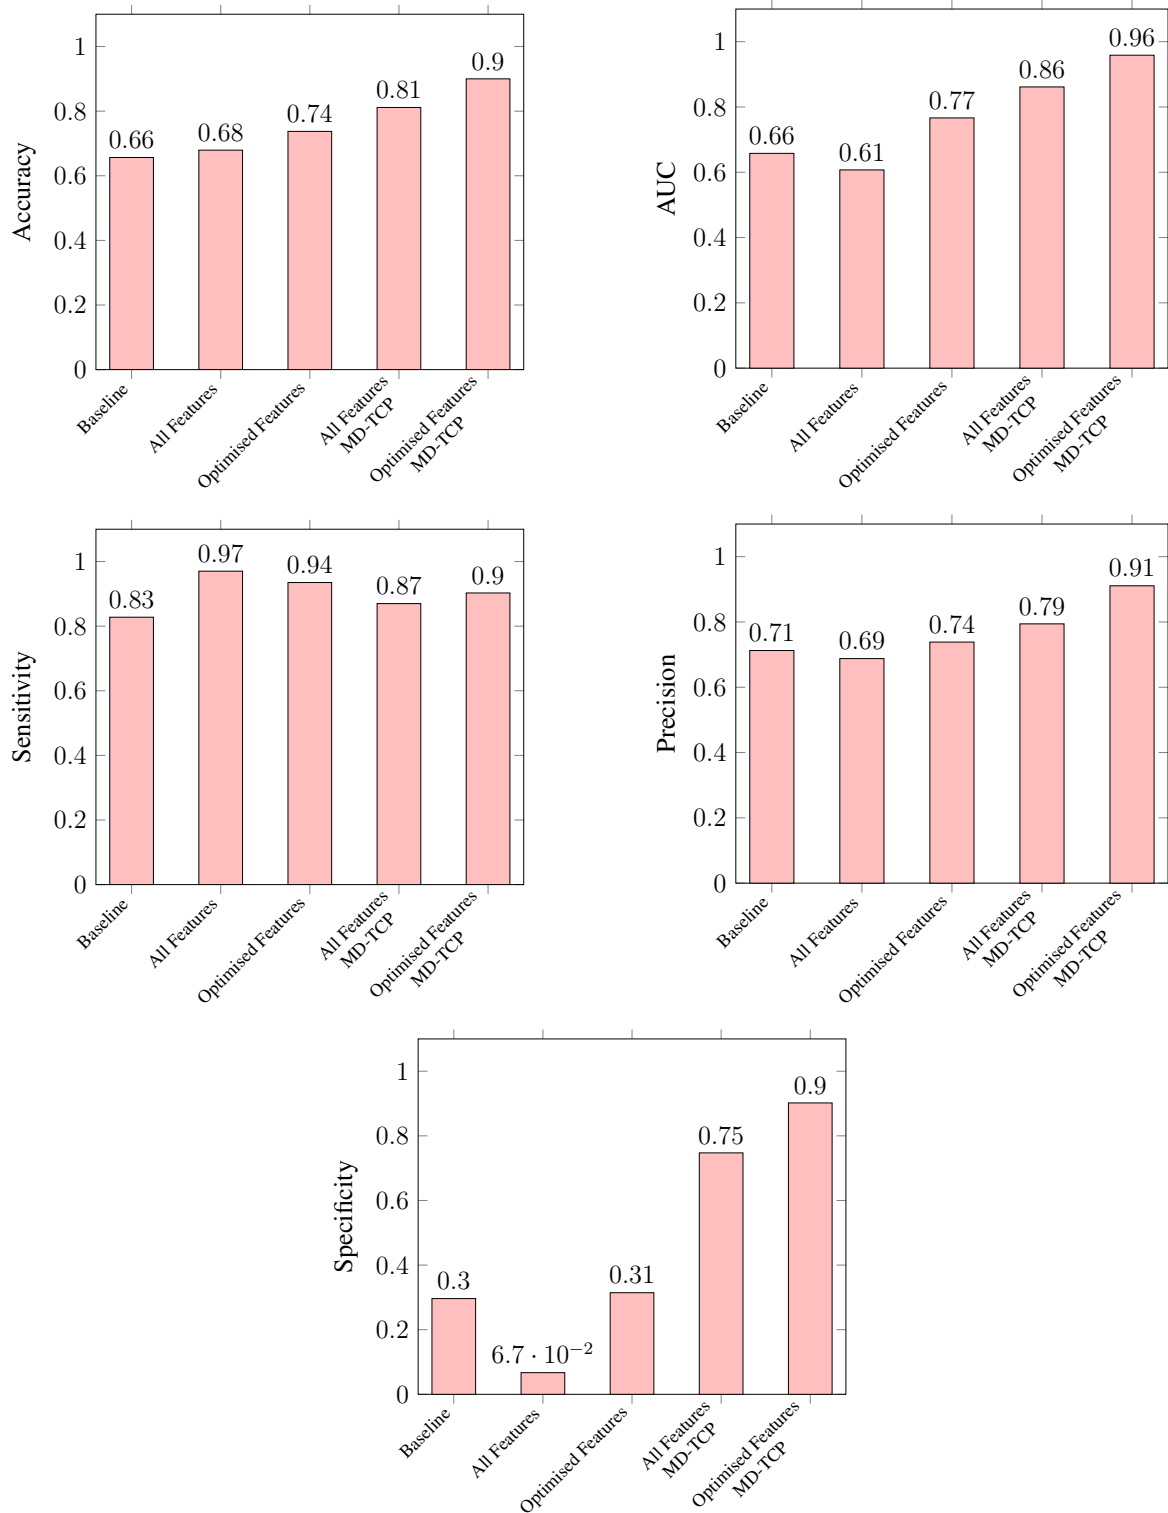 Accuracy
1
0.8
0.6
0.4
0.2
0
0.66
0.68
0.74
0.81
0.9
Baseline
All Features
Optimised Features
All Features
MD-TCP
Optimised Features
MD-TCP
AUC
1
0.8
0.6
0.4
0.2
0
0.66
0.61
0.77
0.86
0.96
Baseline
All Features
Optimised Features
All Features
MD-TCP
Optimised Features
MD-TCP
Sensitivity
1
0.8
0.6
0.4
0.2
0
0.83
0.97
0.94
0.87
0.9
Baseline
All Features
Optimised Features
All Features
MD-TCP
Optimised Features
MD-TCP
Precision
1
0.8
0.6
0.4
0.2
0
0.71
0.69
0.74
0.79
0.91
Baseline
All Features
Optimised Features
All Features
MD-TCP
Optimised Features
MD-TCP
Specificity
1
0.8
0.6
0.4
0.2
0
0.3
6.7 · 10⁻²
0.31
0.75
0.9
Baseline
All Features
Optimised Features
All Features
MD-TCP
Optimised Features
MD-TCP